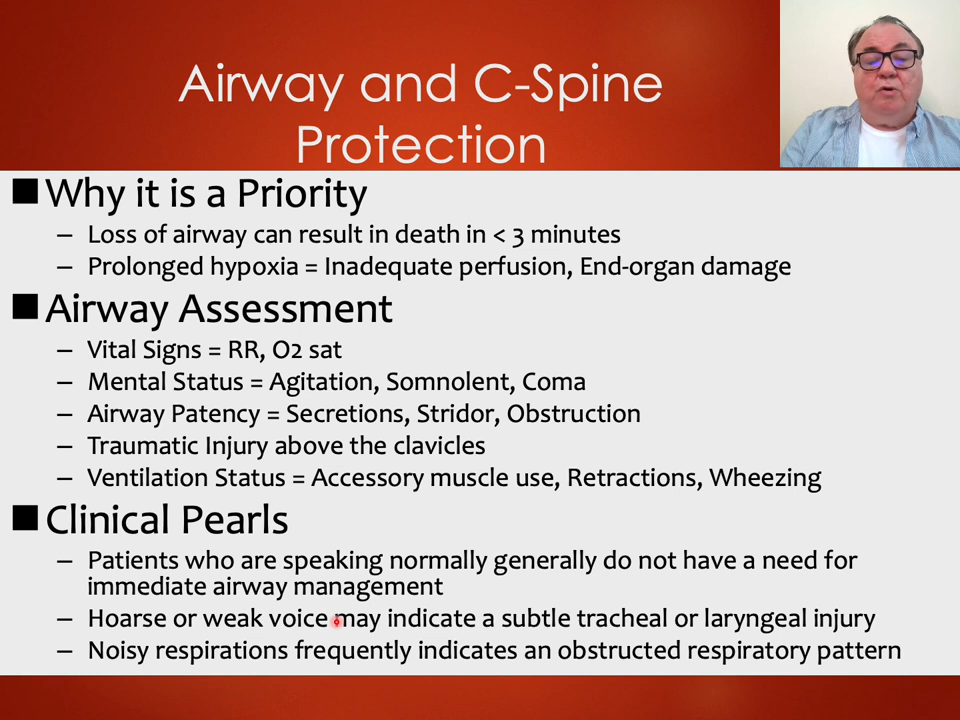 Airway and C-Spine
Protection
Why it is a Priority
– Loss of airway can result in death in < 3 minutes
– Prolonged hypoxia = Inadequate perfusion, End-organ damage
Airway Assessment
– Vital Signs = RR, O2 sat
– Mental Status = Agitation, Somnolent, Coma
– Airway Patency = Secretions, Stridor, Obstruction
– Traumatic Injury above the clavicles
– Ventilation Status = Accessory muscle use, Retractions, Wheezing
Clinical Pearls
– Patients who are speaking normally generally do not have a need for
immediate airway management
– Hoarse or weak voice may indicate a subtle tracheal or laryngeal injury
– Noisy respirations frequently indicates an obstructed respiratory pattern